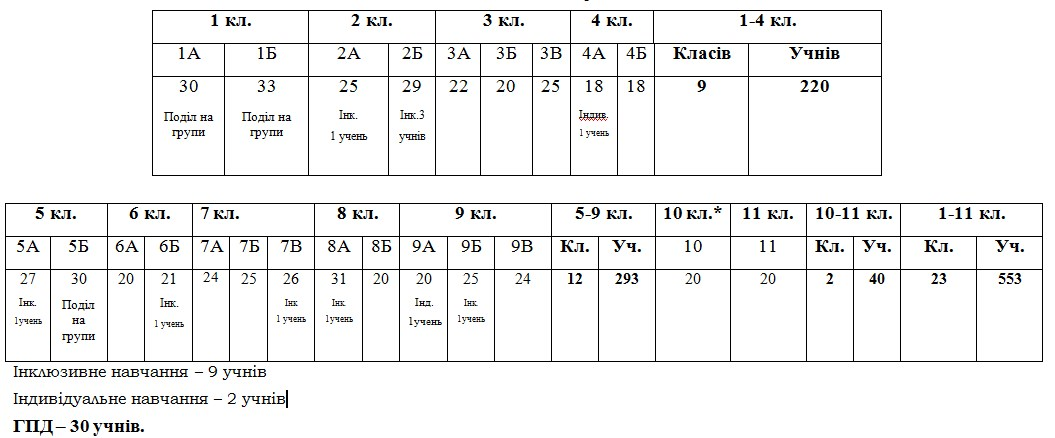 1 кл. 2 кл. 3 кл. 4 кл. 1-4 кл.
1А 1Б 2А 2Б 3А 3Б 3В 4А 4Б Класів Учнів
30 33 25 29 22 20 25 18 18 9 220
Поділ на групи Поділ на групи Інк. 1 учень Інк.3 учнів Індив. 1 учень
5 кл. 6 кл. 7 кл. 8 кл. 9 кл. 5-9 кл. 10 кл.* 11 кл. 10-11 кл. 1-11 кл.
5А 5Б 6А 6Б 7А 7Б 7В 8А 8Б 9А 9Б 9В Кл. Уч. 10 11 Кл. Уч. Кл. Уч.
27 30 20 21 24 25 26 31 20 20 25 24 12 293 20 20 2 40 23 553
Інк. 1учень Поділ на групи Інк. 1 учень Інк 1 учень Інк. 1учень Інд. 1учень Інк. 1учень
Інклюзивне навчання – 9 учнів
Індивідуальне навчання – 2 учнів
ГПД – 30 учнів.